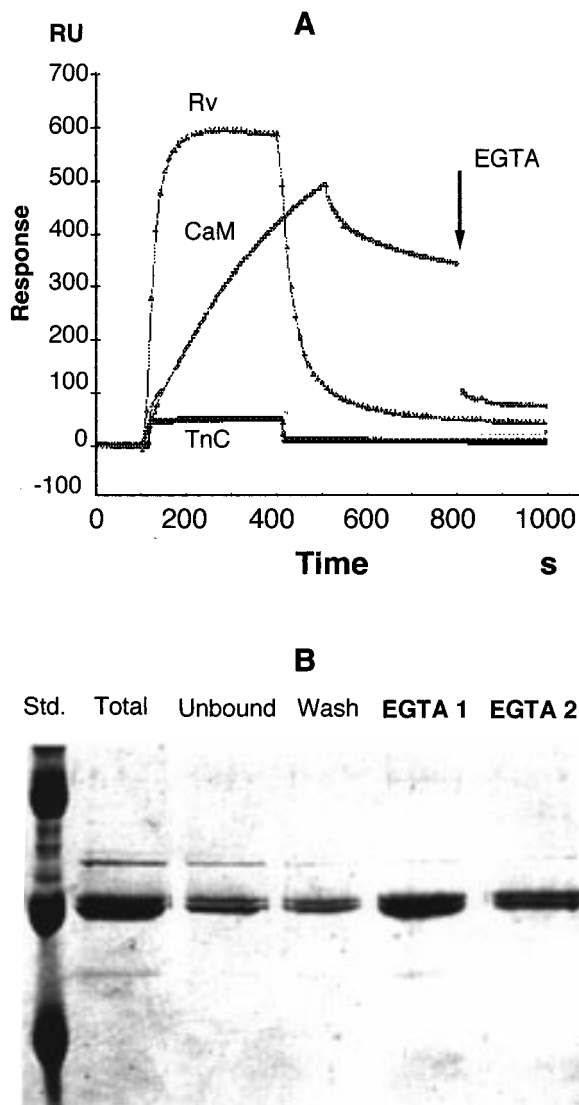 A
RU
700
600
500
400
300
200
100
0
-100
Response
Rv
CaM
TnC
EGTA
0 200 400 600 800 1000
Time s
B
Std. Total Unbound Wash EGTA 1 EGTA 2